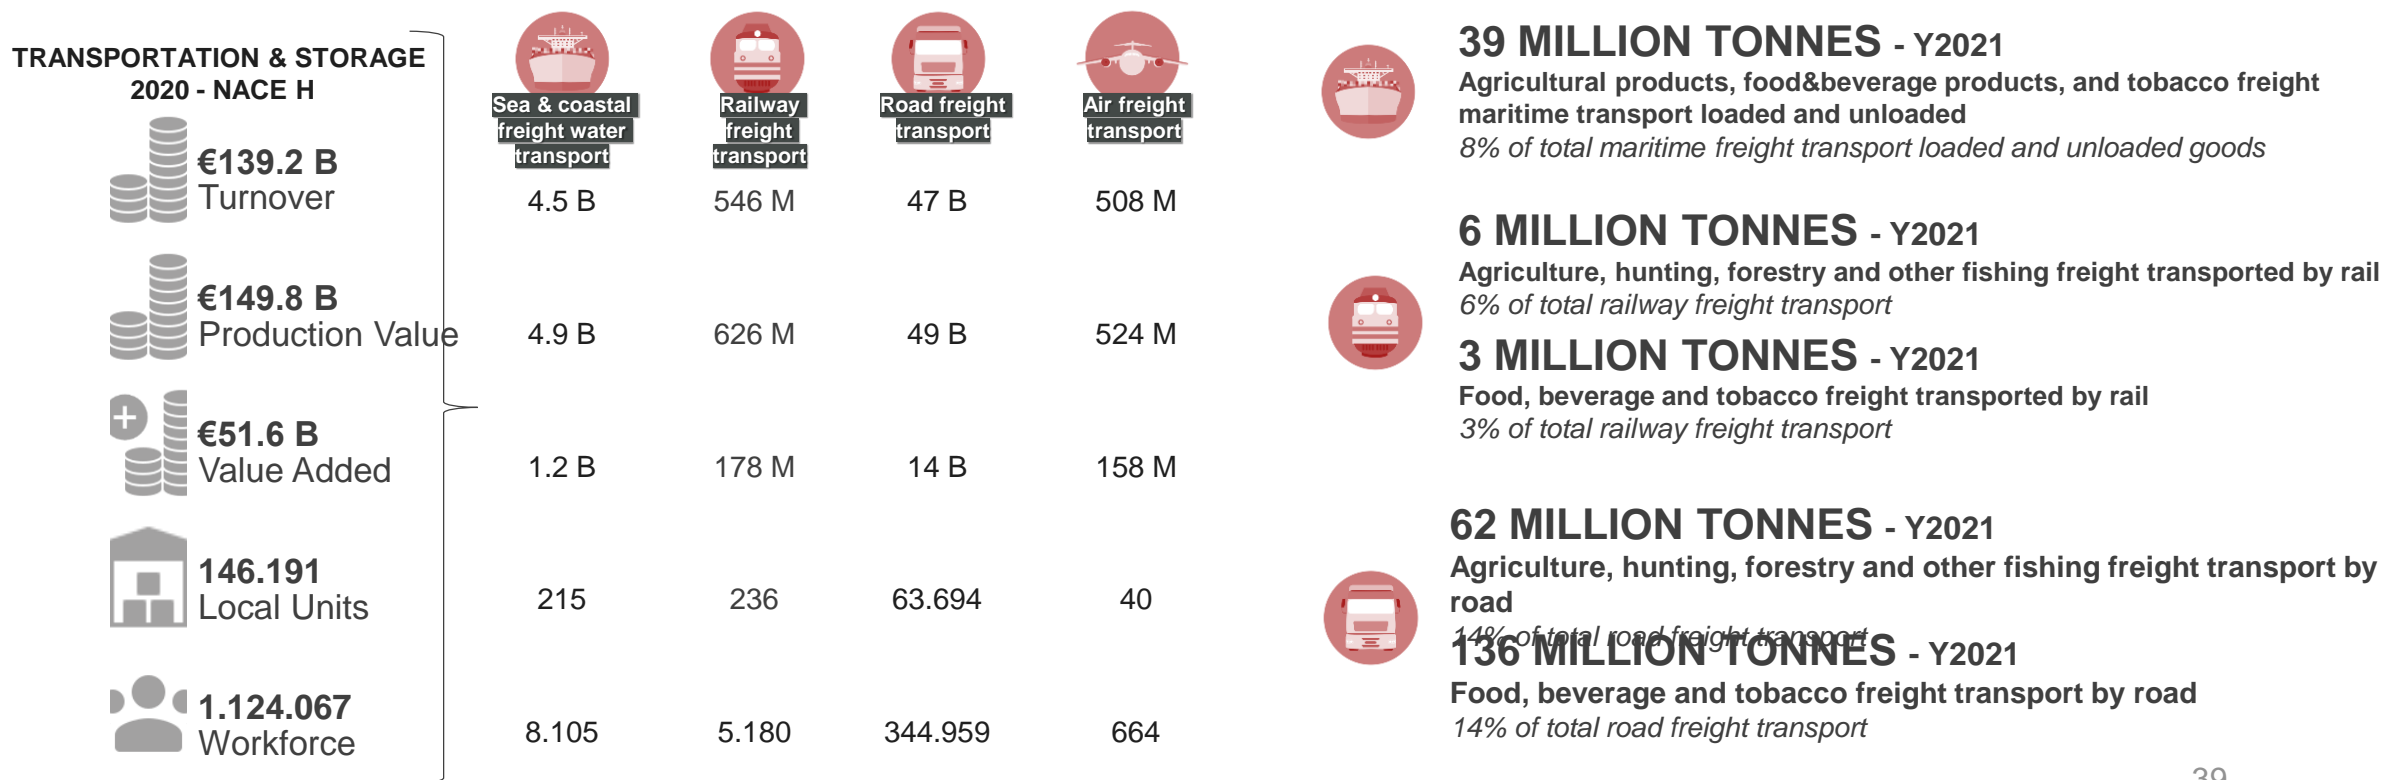 TRANSPORTATION & STORAGE
2020 - NACE H
Sea & coastal
freight water
transport
Railway
freight
transport
Road freight
transport
Air freight
transport
€139.2 B
Turnover
4.5 B
546 M
47 B
508 M
€149.8 B
Production Value
4.9 B
626 M
49 B
524 M
€51.6 B
Value Added
1.2 B
178 M
14 B
158 M
146.191
Local Units
215
236
63.694
40
1.124.067
Workforce
8.105
5.180
344.959
664
39 MILLION TONNES - Y2021
Agricultural products, food&beverage products, and tobacco freight
maritime transport loaded and unloaded
8% of total maritime freight transport loaded and unloaded goods
6 MILLION TONNES - Y2021
Agriculture, hunting, forestry and other fishing freight transported by rail
6% of total railway freight transport
3 MILLION TONNES - Y2021
Food, beverage and tobacco freight transported by rail
3% of total railway freight transport
62 MILLION TONNES - Y2021
Agriculture, hunting, forestry and other fishing freight transport by
road
14% of total road freight transport
136 MILLION TONNES - Y2021
Food, beverage and tobacco freight transport by road
14% of total road freight transport
39